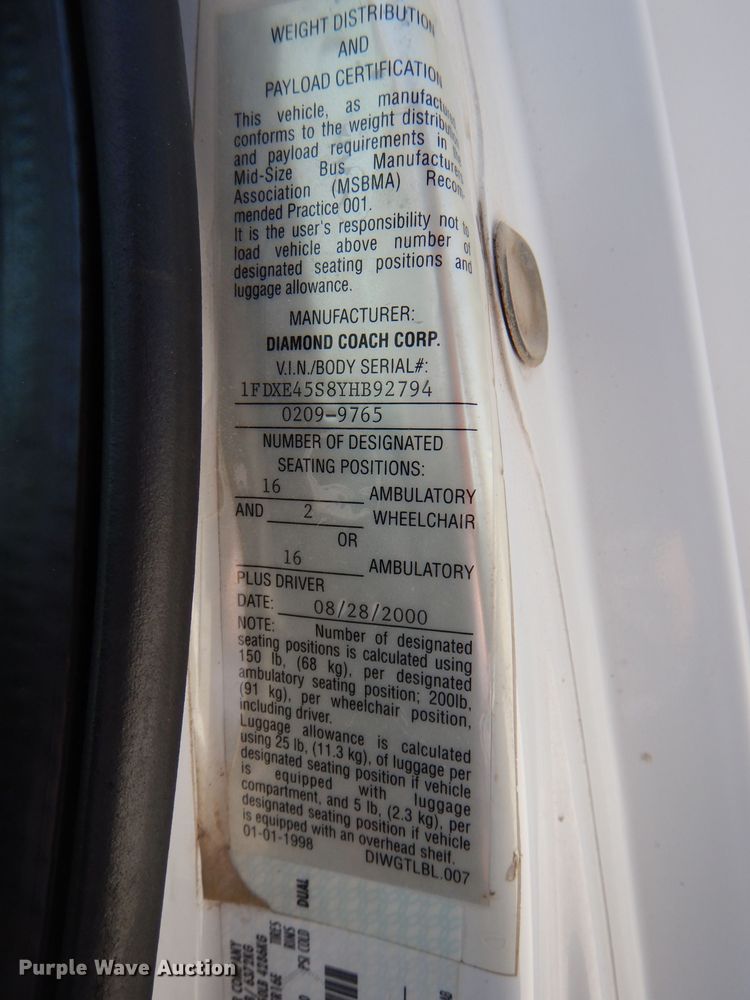 WEIGHT DISTRIBUTION
AND
PAYLOAD CERTIFICATION
This vehicle, as
conforms to the weight
and payload requirements in
Mid-Size Bus
Association (MSBMA)
mended Practice 001.
It is the user's responsibility not to
load vehicle above number of
designated seating positions and
luggage allowance.
MANUFACTURER:
DIAMOND COACH CORP.
V.I.N./BODY SERIAL#:
1FDXE45S8YHB92794
0209-9765
NUMBER OF DESIGNATED
SEATING POSITIONS:
16 AMBULATORY
AND 2 WHEELCHAIR
OR
16 AMBULATORY
PLUS DRIVER
DATE: 08/28/2000
NOTE: Number of designated
seating positions is calculated using
150 lb, (68 kg), per designated
ambulatory seating position; 200lb,
(91 kg), per wheelchair position,
including driver.
Luggage allowance is calculated
using 25 lb, (11.3 kg), of luggage per
designated seating position if vehicle
is equipped with luggage
compartment, and 5 lb, (2.3 kg), per
designated seating position if vehicle
is equipped with an overhead shelf.
01-01-1998 DIWGTLBL.007
DUAL
COMPANY
TIRES
RIMS
PSI COLD
Purple Wave Auction